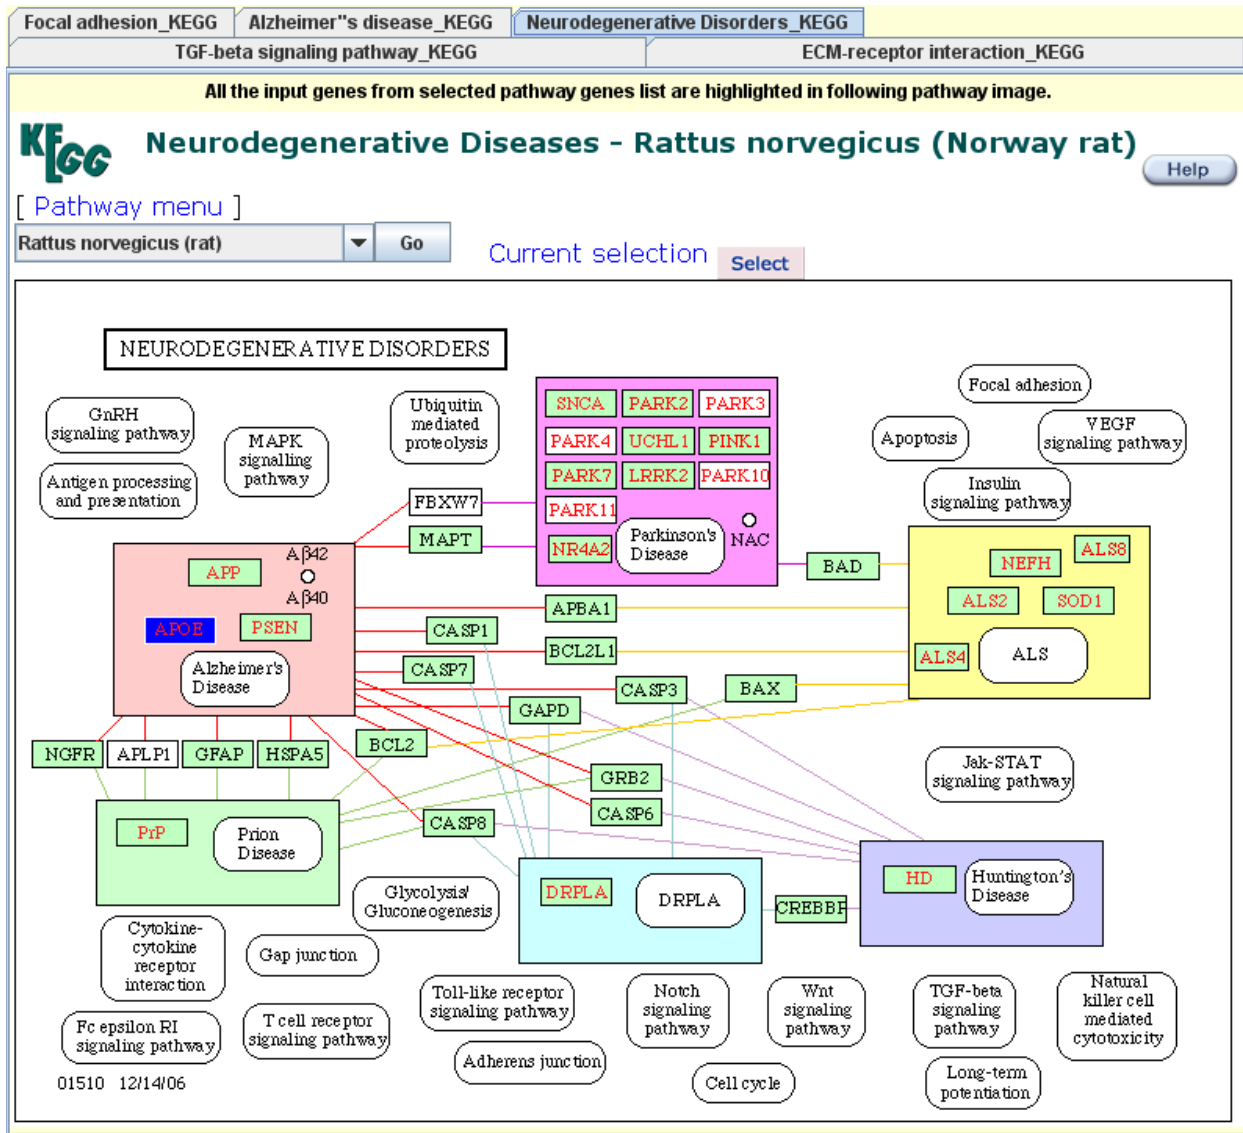 Focal adhesion_KEGG
Alzheimer"s disease_KEGG
Neurodegenerative Disorders_KEGG
TGF-beta signaling pathway_KEGG
ECM-receptor interaction_KEGG
All the input genes from selected pathway genes list are highlighted in following pathway image.
KEGG
Neurodegenerative Diseases - Rattus norvegicus (Norway rat)
Help
[ Pathway menu ]
Rattus norvegicus (rat)
Go
Current selection
Select
NEURODEGENERATIVE DISORDERS
GnRH
signaling pathway
MAPK
signalling
pathway
Antigen processing
and presentation
Ubiquitin
mediated
proteolysis
SNCA
PARK2
PARK3
PARK4
UCHL1
PINK1
PARK7
LRRK2
PARK10
PARK11
NR4A2
Parkinson's
Disease
NAC
Focal adhesion
Apoptosis
VEGF
signaling pathway
Insulin
signaling pathway
FBXW7
MAPT
BAD
APP
Aβ42
Aβ40
APOE
PSEN
Alzheimer's
Disease
NEFH
ALS8
ALS2
SOD1
ALS4
ALS
APBA1
CASP1
BCL2L1
CASP7
CASP3
BAX
GAPD
NGFR
APLP1
GFAP
HSPA5
BCL2
GRB2
CASP6
CASP8
Jak-STAT
signaling pathway
PrP
Prion
Disease
DRPLA
DRPLA
CREBBP
HD
Huntington's
Disease
Glycolysis/
Gluconeogenesis
Cytokine-
cytokine
receptor
interaction
Gap junction
Fc epsilon RI
signaling pathway
T cell receptor
signaling pathway
Toll-like receptor
signaling pathway
Adherens junction
Notch
signaling
pathway
Wnt
signaling
pathway
Cell cycle
TGF-beta
signaling
pathway
Natural
killer cell
mediated
cytotoxicity
Long-term
potentiation
01510 12/14/06